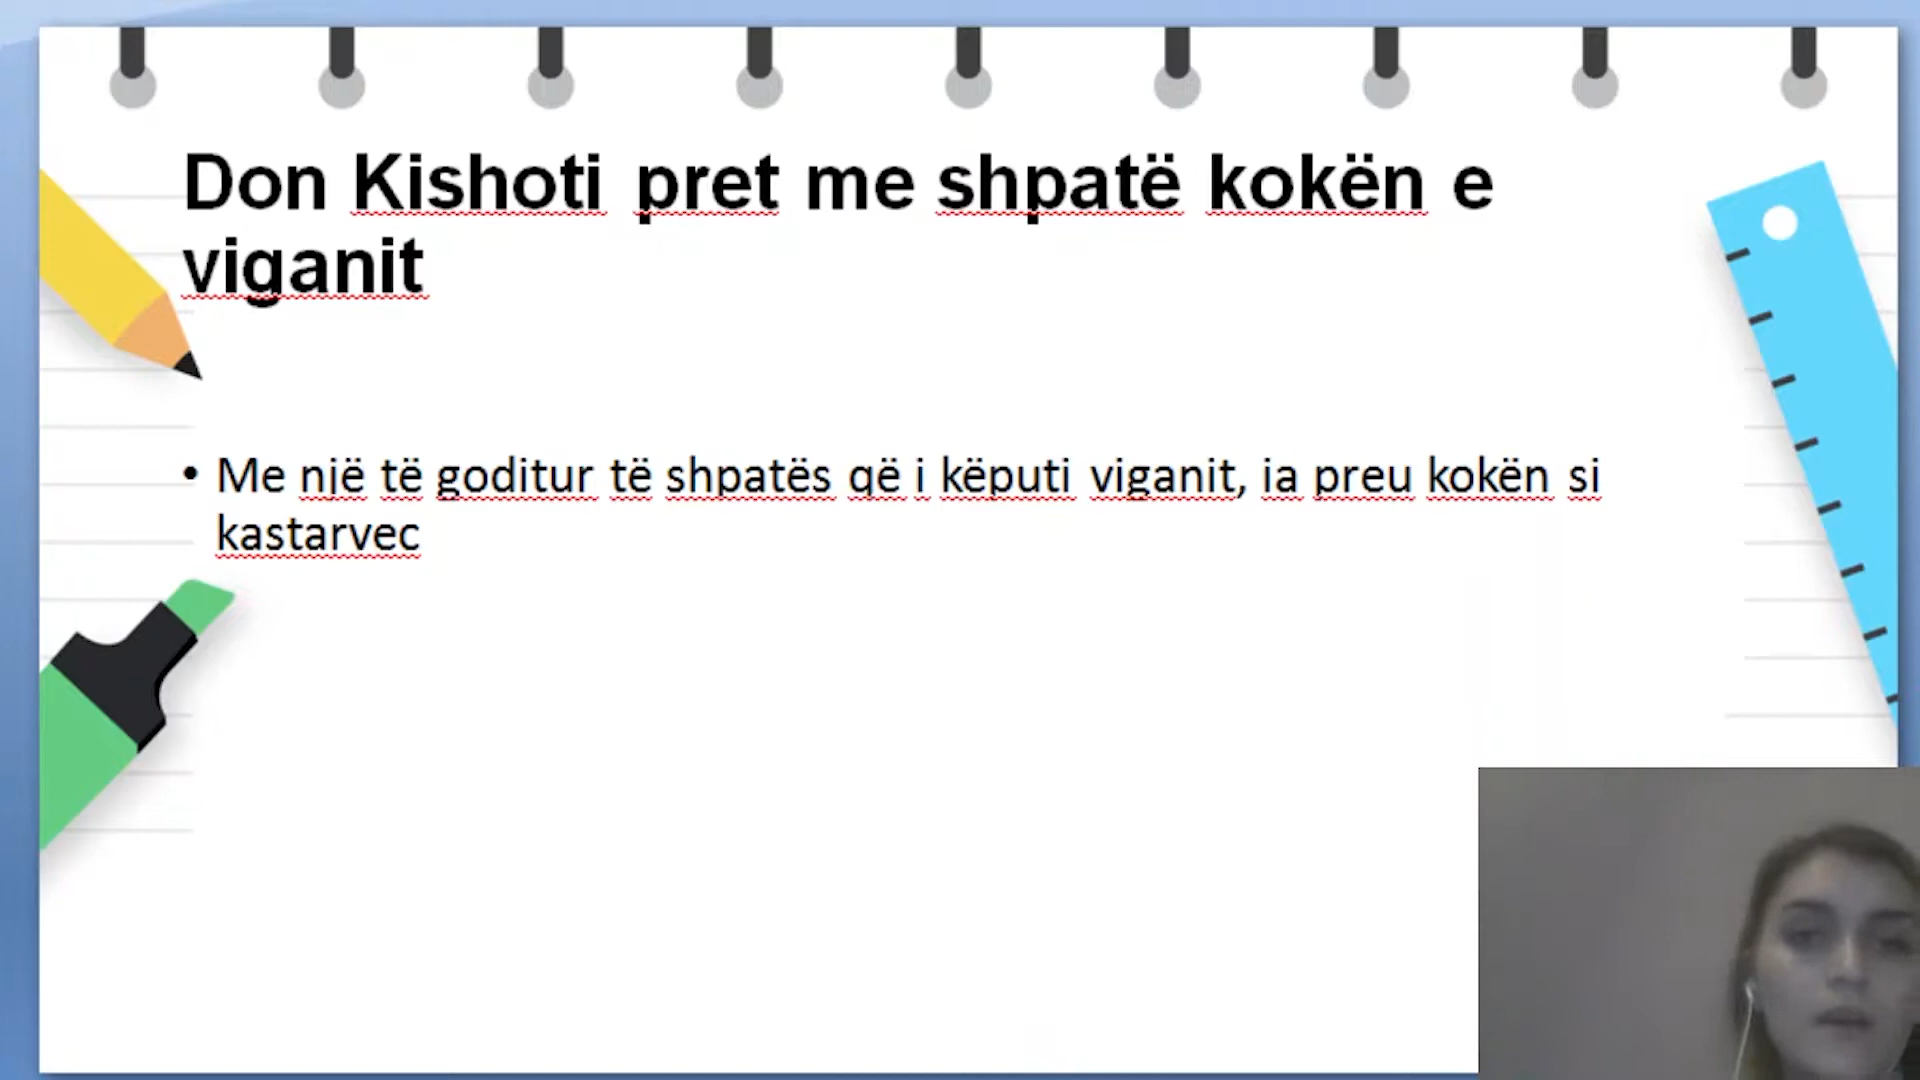 Don Kishoti pret me shpatë kokën e
viganit
• Me një të goditur të shpatës që i këputi viganit, ia preu kokën si
kastarvec